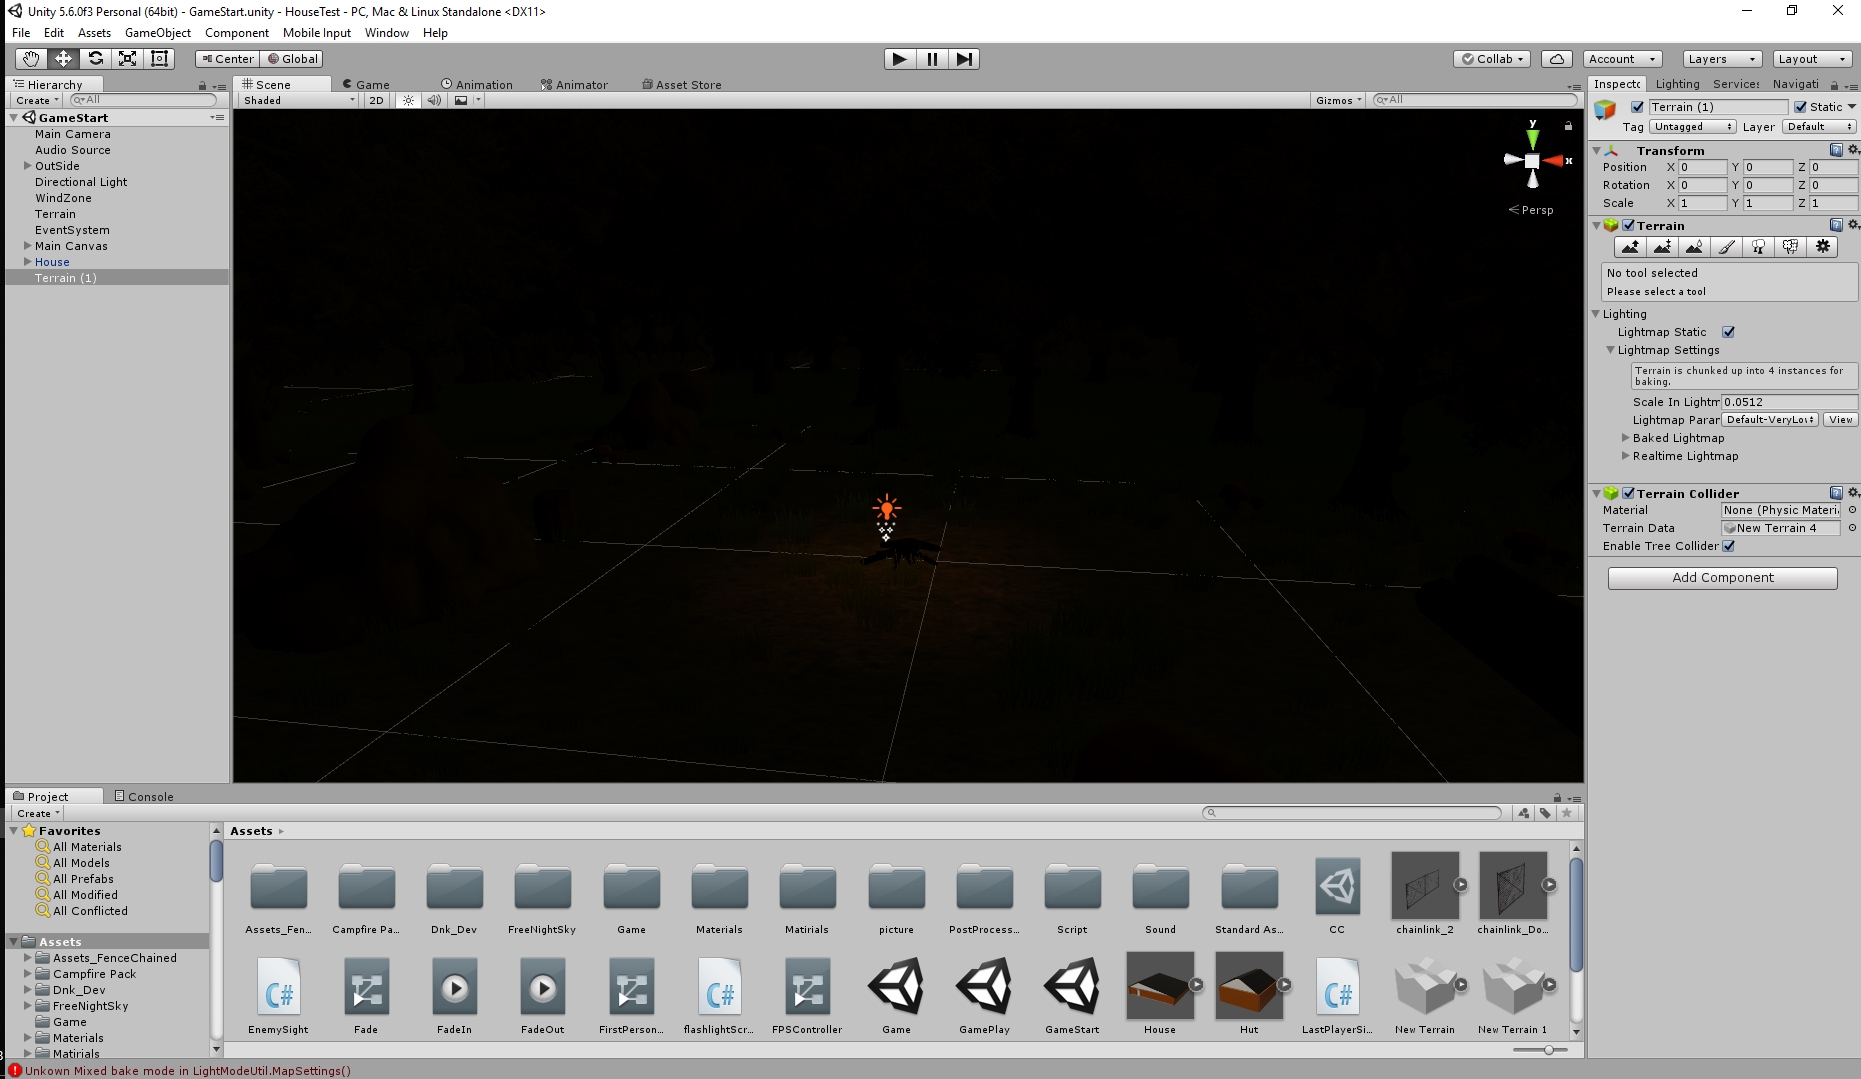 Unity 5.6.0f3 Personal (64bit) - GameStart.unity - HouseTest - PC, Mac & Linux Standalone <DX11>
File Edit Assets GameObject Component Mobile Input Window Help
Center Global Collab Account Layers Layout
Hierarchy
Create All
GameStart
Main Camera
Audio Source
OutSide
Directional Light
WindZone
Terrain
EventSystem
Main Canvas
House
Terrain (1)
Scene Game Animation Animator Asset Store
Shaded 2D Gizmos All
y
x
Persp
Inspectc Lighting Services Navigati
Terrain (1) Static
Tag Untagged Layer Default
Transform
Position X 0 Y 0 Z 0
Rotation X 0 Y 0 Z 0
Scale X 1 Y 1 Z 1
Terrain
No tool selected
Please select a tool
Lighting
Lightmap Static
Lightmap Settings
Terrain is chunked up into 4 instances for
baking.
Scale In Lightm 0.0512
Lightmap Parar Default-VeryLov View
Baked Lightmap
Realtime Lightmap
Terrain Collider
Material None (Physic Materia
Terrain Data New Terrain 4
Enable Tree Collider
Add Component
Project Console
Create
Favorites
All Materials
All Models
All Prefabs
All Modified
All Conflicted
Assets
Assets_FenceChained
Campfire Pack
Dnk_Dev
FreeNightSky
Game
Materials
Matirials
Assets
Assets_Fen... Campfire Pa... Dnk_Dev FreeNightSky Game Materials Matirials picture PostProcess... Script Sound Standard As... CC chainlink_2 chainlink_Do...
C# C# C#
EnemySight Fade FadeIn FadeOut FirstPerson... flashlightScr... FPSController Game GamePlay GameStart House Hut LastPlayerSi... New Terrain New Terrain 1
Unkown Mixed bake mode in LightModeUtil.MapSettings()